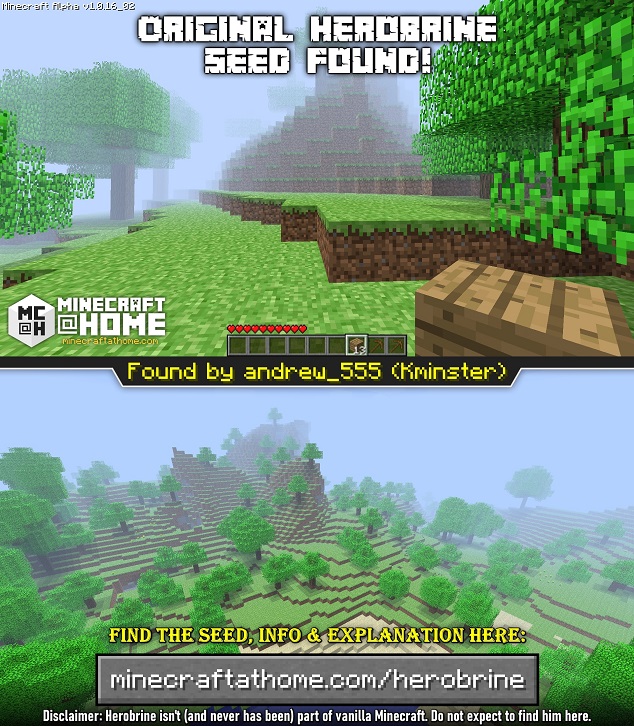 Minecraft Alpha v1.0.16_02
ORIGINAL HEROBRINE
SEED FOUND!
MC
@H
MINECRAFT
@HOME
minecraftathome.com
13
Found by andrew_555 (Kminster)
FIND THE SEED, INFO & EXPLANATION HERE:
minecraftathome.com/herobrine
Disclaimer: Herobrine isn't (and never has been) part of vanilla Minecraft. Do not expect to find him here.